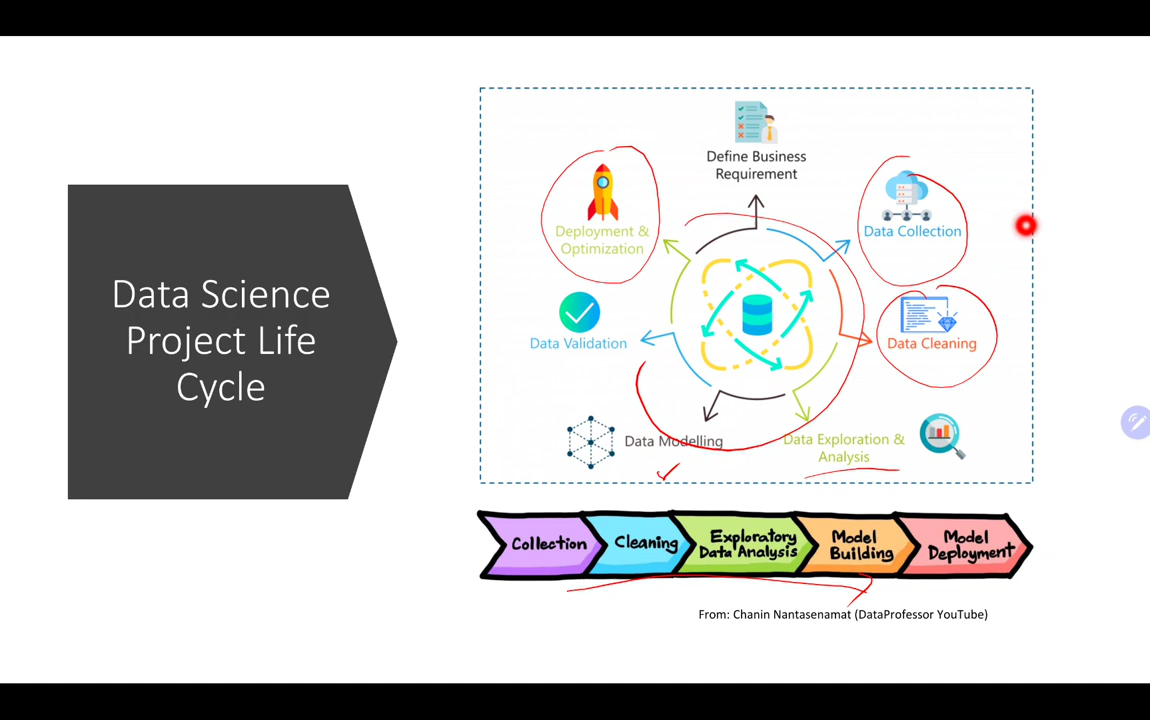 Data Science
Project Life
Cycle
Define Business
Requirement
Data Collection
Data Cleaning
Data Exploration &
Analysis
Data Modelling
Data Validation
Deployment &
Optimization
Collection
Cleaning
Exploratory
Data Analysis
Model
Building
Model
Deployment
From: Chanin Nantasenamat (DataProfessor YouTube)